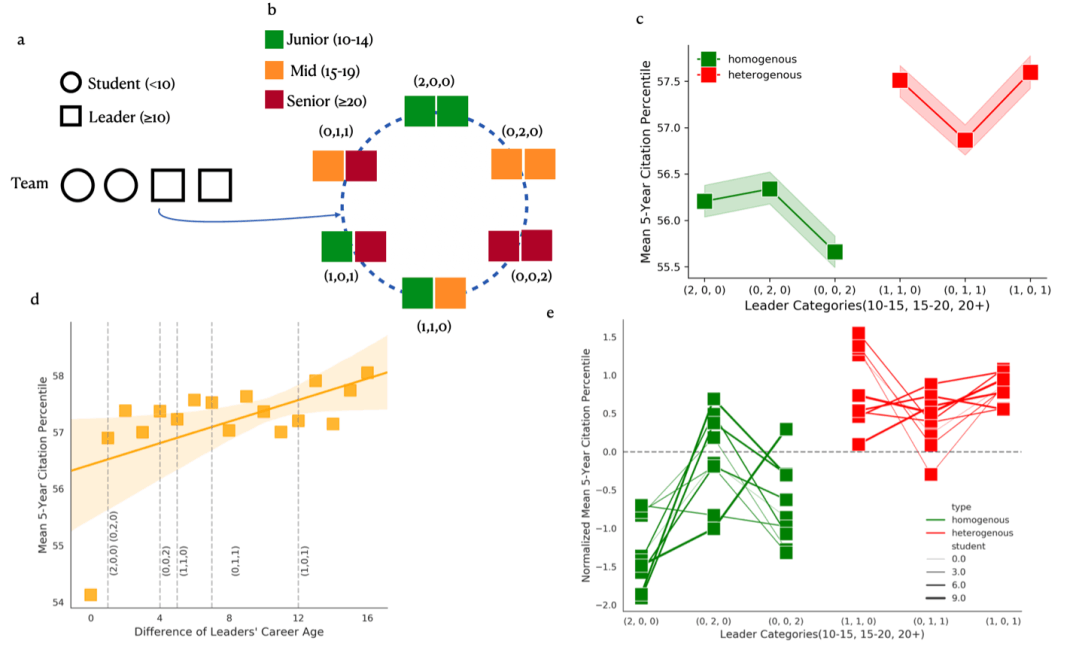 a
Student (<10)
Leader (≥10)
Team
b
Junior (10-14)
Mid (15-19)
Senior (≥20)
(2,0,0)
(0,1,1)
(0,2,0)
(1,0,1)
(0,0,2)
(1,1,0)
c
homogenous
heterogenous
Mean 5-Year Citation Percentile
57.5
57.0
56.5
56.0
55.5
(2, 0, 0)
(0, 2, 0)
(0, 0, 2)
(1, 1, 0)
(0, 1, 1)
(1, 0, 1)
Leader Categories(10-15, 15-20, 20+)
d
Mean 5-Year Citation Percentile
58
57
56
55
54
(2,0,0) (0,2,0)
(0,0,2)
(1,1,0)
(0,1,1)
(1,0,1)
0
4
8
12
16
Difference of Leaders' Career Age
e
Normalized Mean 5-Year Citation Percentile
1.5
1.0
0.5
0.0
−0.5
−1.0
−1.5
−2.0
type
homogenous
heterogenous
student
0.0
3.0
6.0
9.0
(2, 0, 0)
(0, 2, 0)
(0, 0, 2)
(1, 1, 0)
(0, 1, 1)
(1, 0, 1)
Leader Categories(10-15, 15-20, 20+)